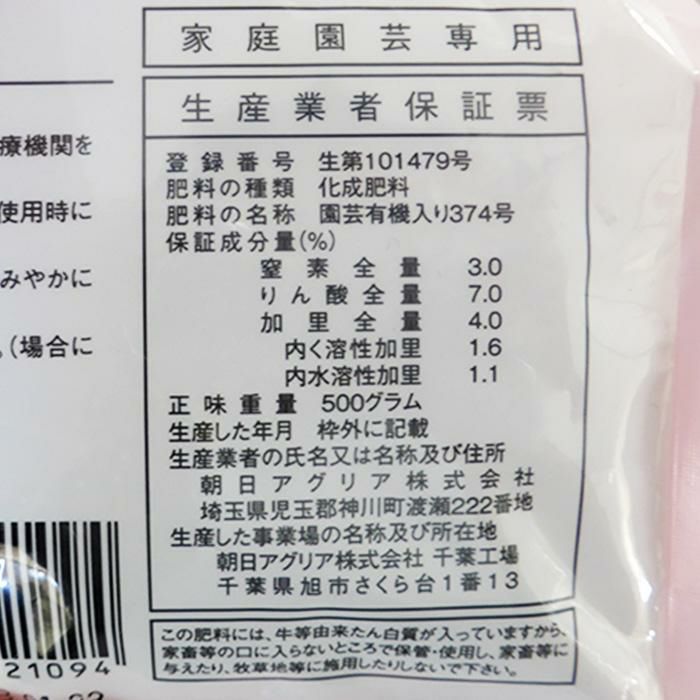 家庭園芸専用
生産業者保証票
登録番号 生第101479号
肥料の種類 化成肥料
肥料の名称 園芸有機入り374号
保証成分量(%)
窒素全量 3.0
りん酸全量 7.0
加里全量 4.0
内く溶性加里 1.6
内水溶性加里 1.1
正味重量 500グラム
生産した年月 枠外に記載
生産業者の氏名又は名称及び住所
朝日アグリア株式会社
埼玉県児玉郡神川町渡瀬222番地
生産した事業場の名称及び所在地
朝日アグリア株式会社 千葉工場
千葉県旭市さくら台1番13
この肥料には、牛等由来たん白質が入っていますから、
家畜等の口に入らないところで保管・使用し、家畜等に
与えたり、牧草地等に施用したりしないで下さい。
療機関を
使用時に
みやかに
。(場合に
21094